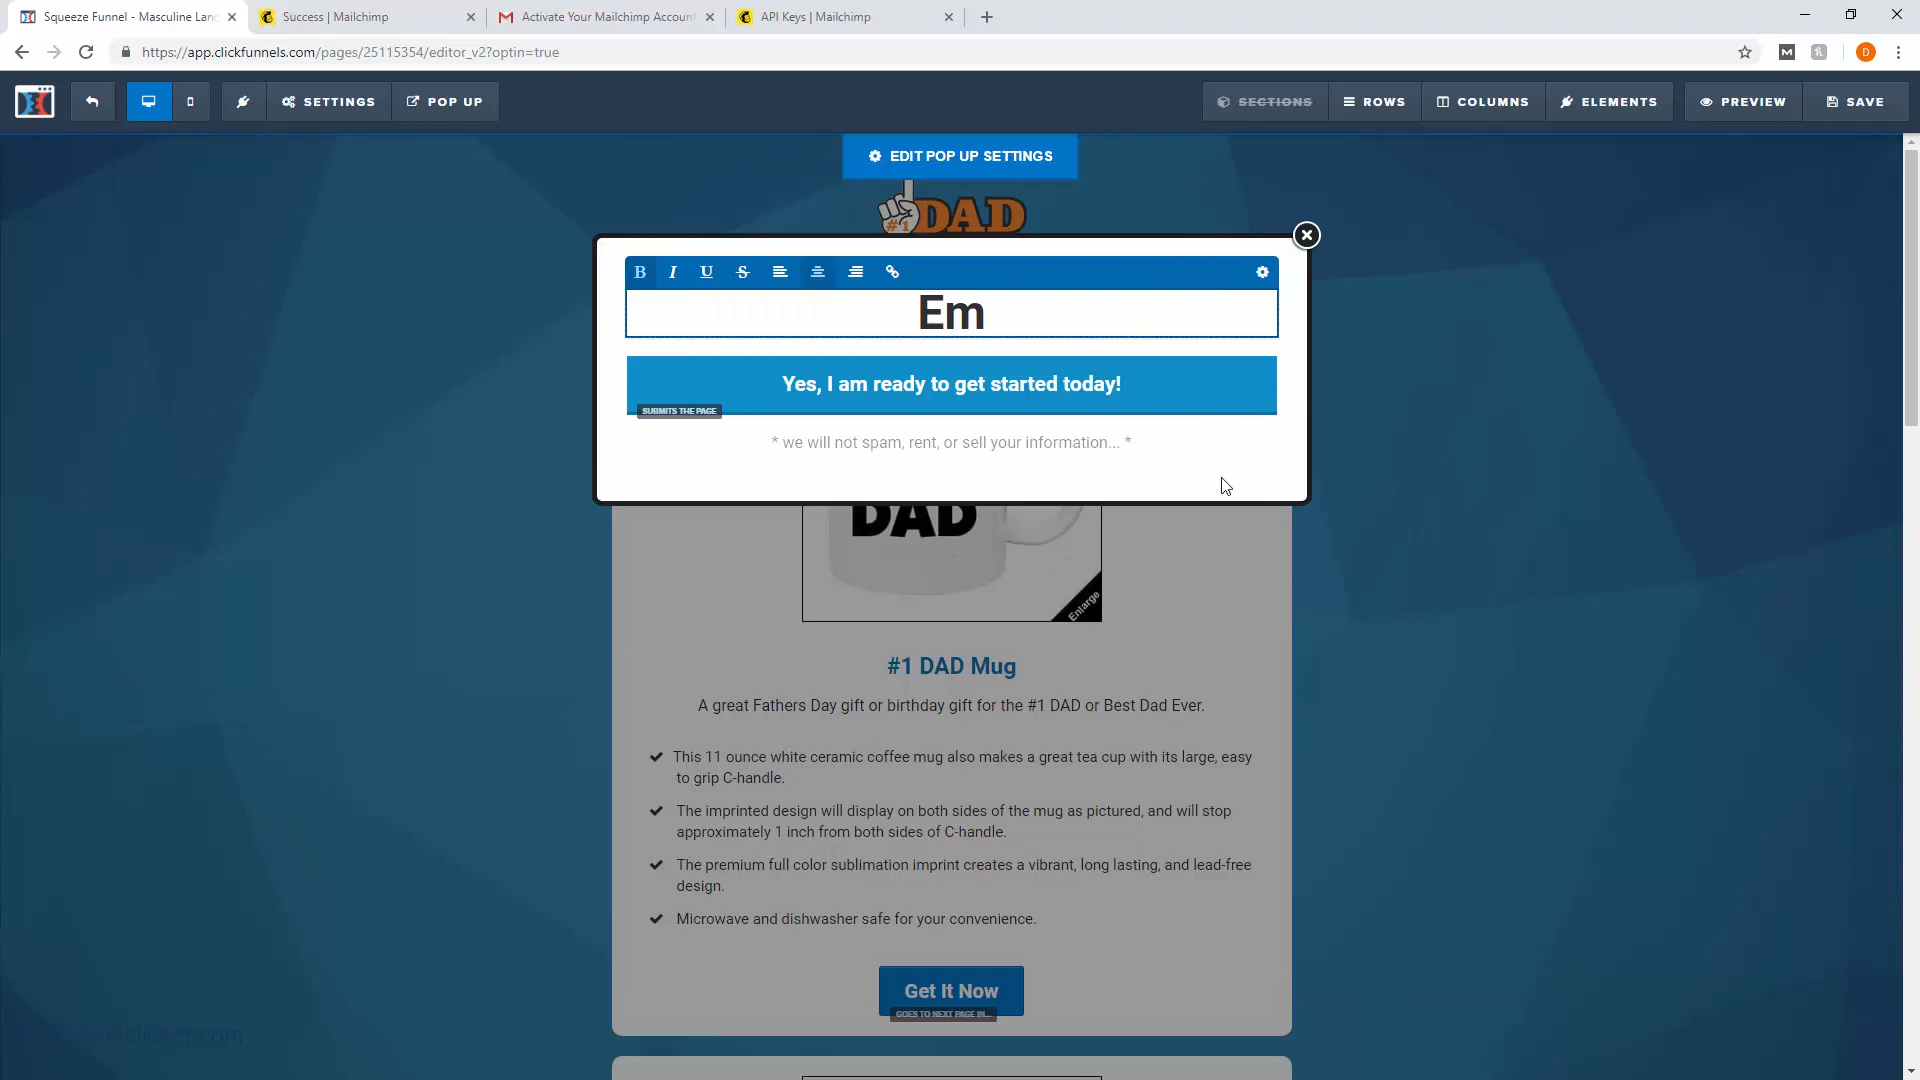 Squeeze Funnel - Masculine Lan
Success | Mailchimp
Activate Your Mailchimp Accoun
API Keys | Mailchimp
https://app.clickfunnels.com/pages/25115354/editor_v2?optin=true
D
SETTINGS
POP UP
SECTIONS
ROWS
COLUMNS
ELEMENTS
PREVIEW
SAVE
EDIT POP UP SETTINGS
#1 DAD
B I U S
Em
Yes, I am ready to get started today!
SUBMITS THE PAGE
* we will not spam, rent, or sell your information... *
DAD
Enlarge
#1 DAD Mug
A great Fathers Day gift or birthday gift for the #1 DAD or Best Dad Ever.
This 11 ounce white ceramic coffee mug also makes a great tea cup with its large, easy
to grip C-handle.
The imprinted design will display on both sides of the mug as pictured, and will stop
approximately 1 inch from both sides of C-handle.
The premium full color sublimation imprint creates a vibrant, long lasting, and lead-free
design.
Microwave and dishwasher safe for your convenience.
Get It Now
GOES TO NEXT PAGE IN...